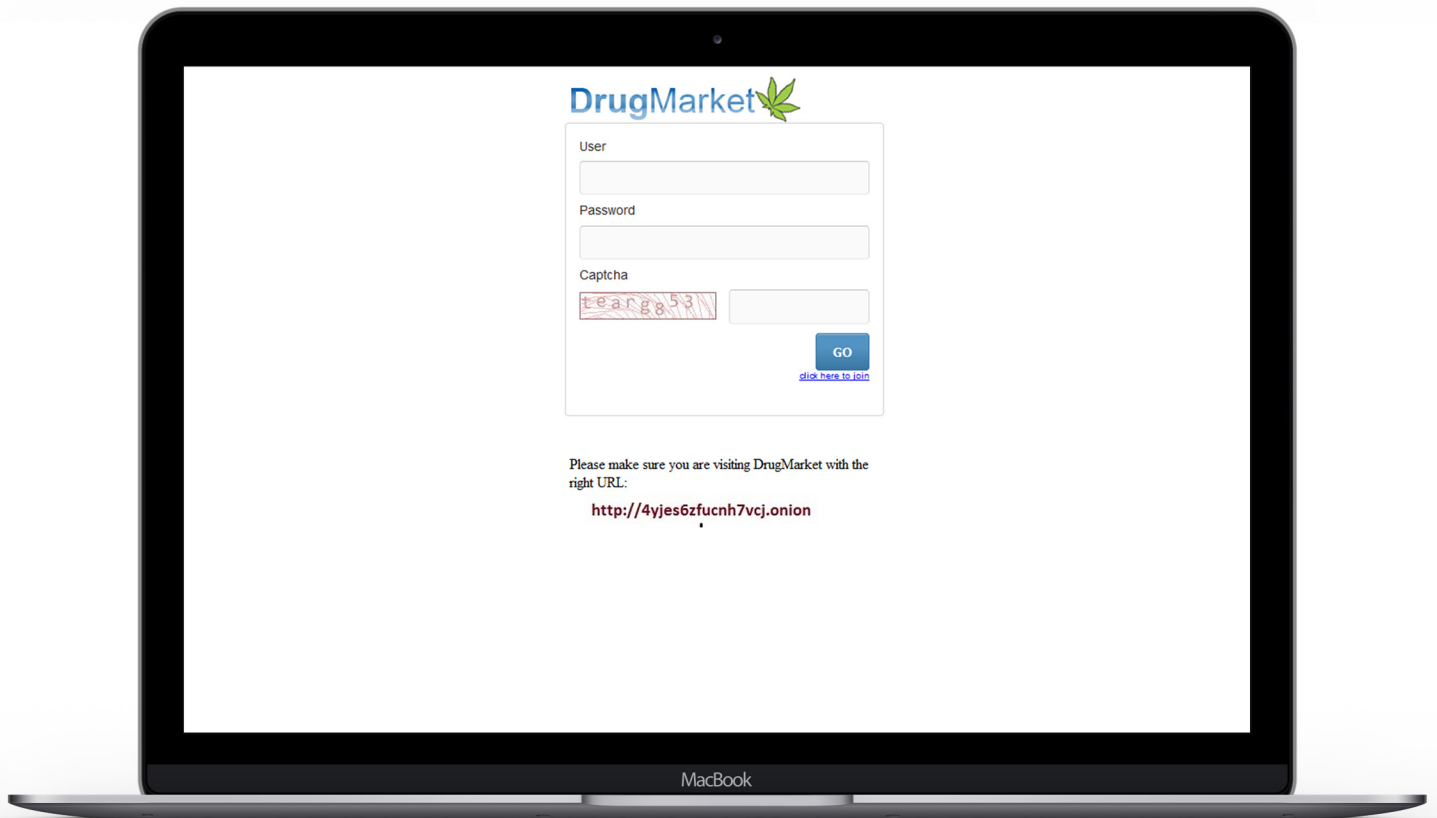 DrugMarket
User
Password
Captcha
tearg853
GO
click here to join
Please make sure you are visiting DrugMarket with the
right URL:
http://4yjes6zfucnh7vcj.onion
MacBook